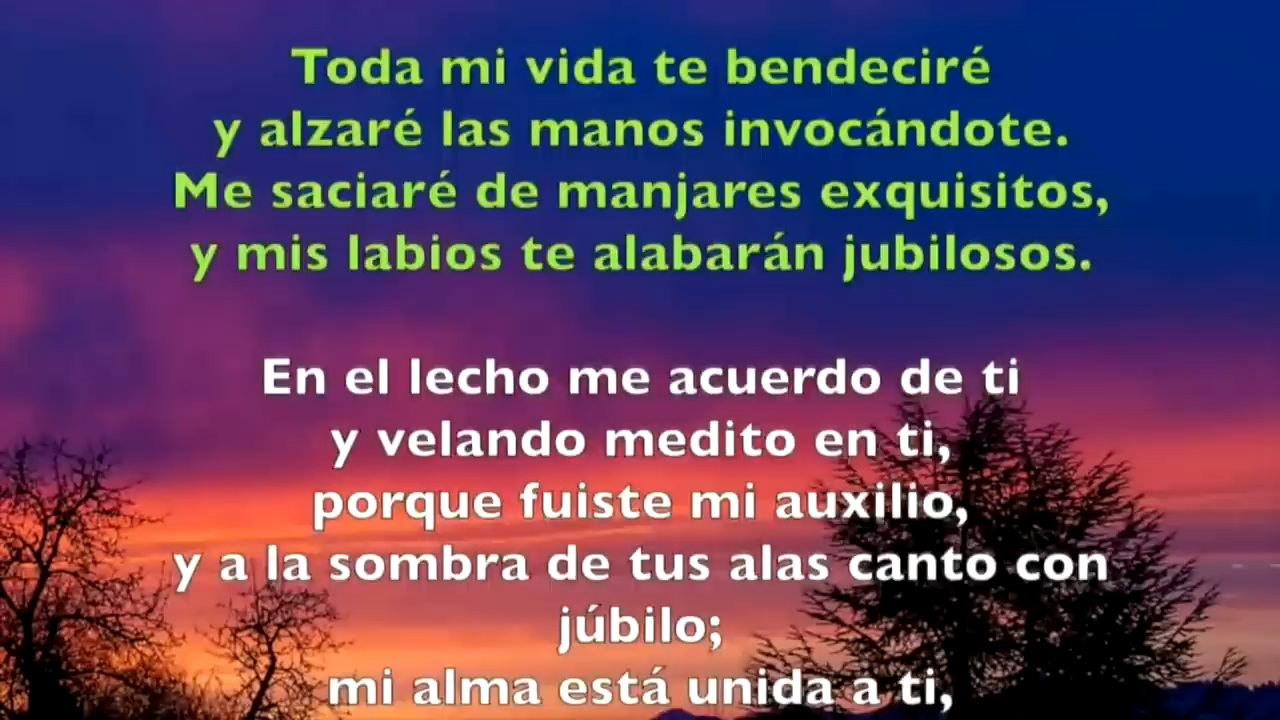 Toda mi vida te bendeciré
y alzaré las manos invocándote.
Me saciaré de manjares exquisitos,
y mis labios te alabarán jubilosos.
En el lecho me acuerdo de ti
y velando medito en ti,
porque fuiste mi auxilio,
y a la sombra de tus alas canto con
júbilo;
mi alma está unida a ti,